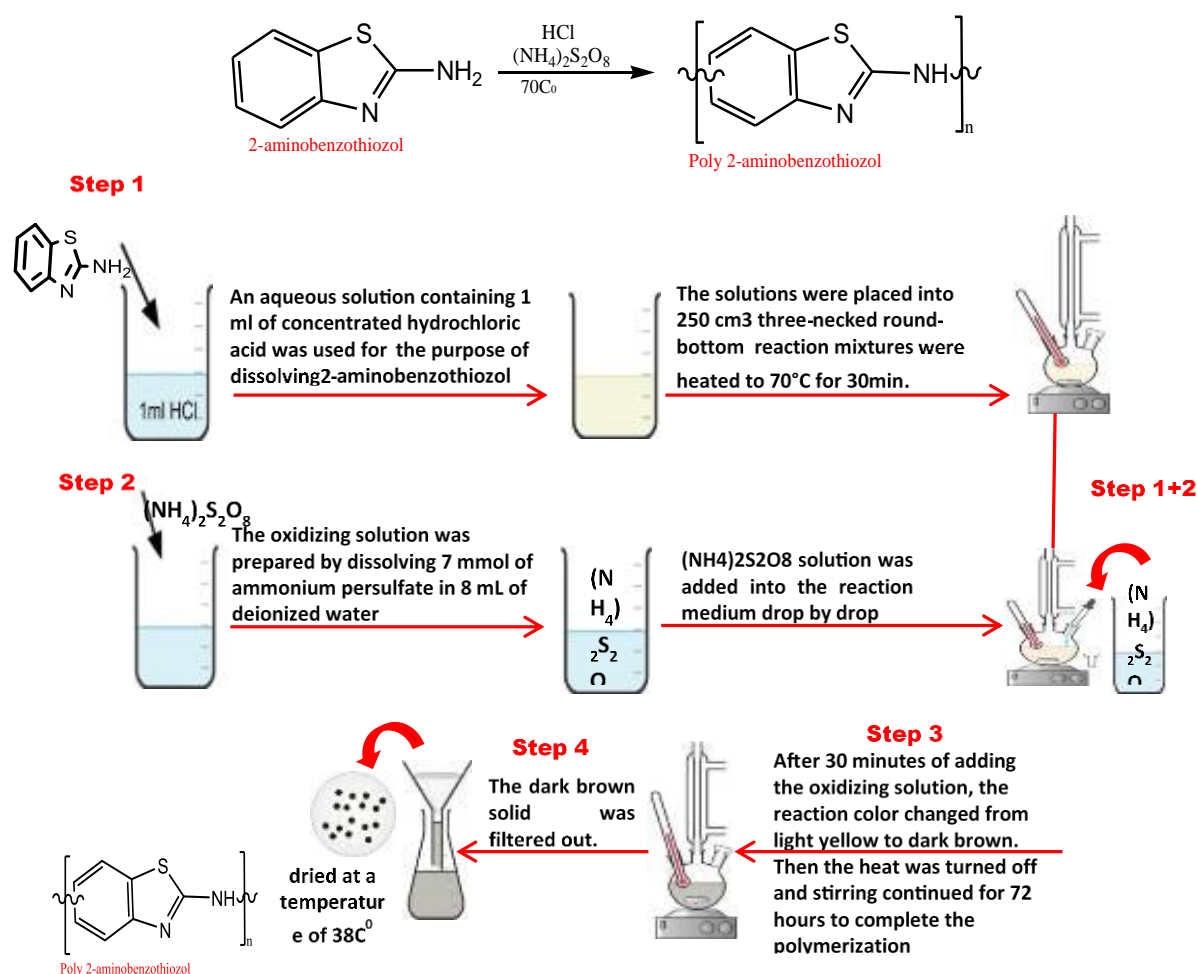 S
NH2
N
HCl
(NH4)2S2O8
70C0
S
NH
N
n
2-aminobenzothiozol
Poly 2-aminobenzothiozol
Step 1
S
NH2
N
1ml HCl
An aqueous solution containing 1
ml of concentrated hydrochloric
acid was used for the purpose of
dissolving2-aminobenzothiozol
The solutions were placed into
250 cm3 three-necked round-
bottom reaction mixtures were
heated to 70°C for 30min.
Step 2
(NH4)2S2O8
The oxidizing solution was
prepared by dissolving 7 mmol of
ammonium persulfate in 8 mL of
deionized water
(N
H4)
2S2
O
(NH4)2S2O8 solution was
added into the reaction
medium drop by drop
Step 1+2
(N
H4)
2S2
O
Step 3
After 30 minutes of adding
the oxidizing solution, the
reaction color changed from
light yellow to dark brown.
Then the heat was turned off
and stirring continued for 72
hours to complete the
polymerization
Step 4
The dark brown
solid was
filtered out.
dried at a
temperatur
e of 38C0
S
NH
N
n
Poly 2-aminobenzothiozol